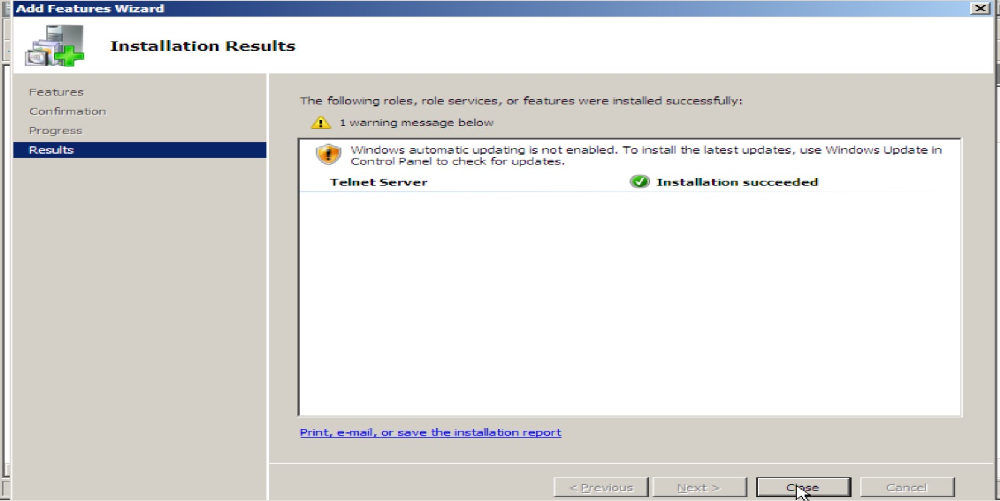 Add Features Wizard
Installation Results
Features
Confirmation
Progress
Results
The following roles, role services, or features were installed successfully:
1 warning message below
Windows automatic updating is not enabled. To install the latest updates, use Windows Update in
Control Panel to check for updates.
Telnet Server Installation succeeded
Print, e-mail, or save the installation report
< Previous Next > Close Cancel